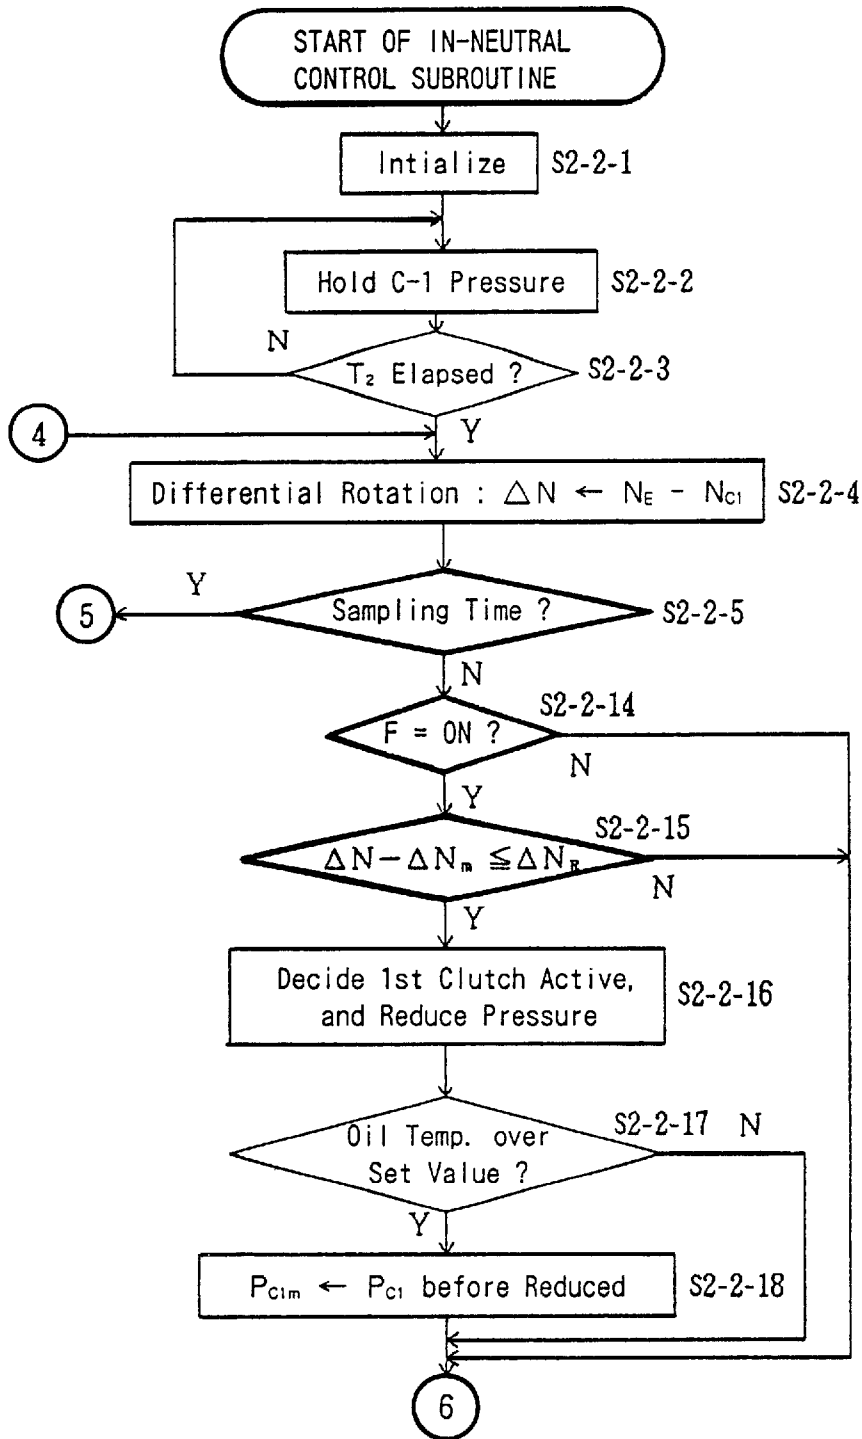 START OF IN-NEUTRAL
CONTROL SUBROUTINE
Intialize S2-2-1
Hold C-1 Pressure S2-2-2
N
T₂ Elapsed ? S2-2-3
Y
4
Differential Rotation : △N ← N_E - N_C1 S2-2-4
Y
5
Sampling Time ? S2-2-5
N
S2-2-14
F = ON ?
N
Y
S2-2-15
△N-△N_m ≦ △N_R
N
Y
Decide 1st Clutch Active,
and Reduce Pressure
S2-2-16
S2-2-17 N
Oil Temp. over
Set Value ?
Y
P_C1m ← P_C1 before Reduced S2-2-18
6